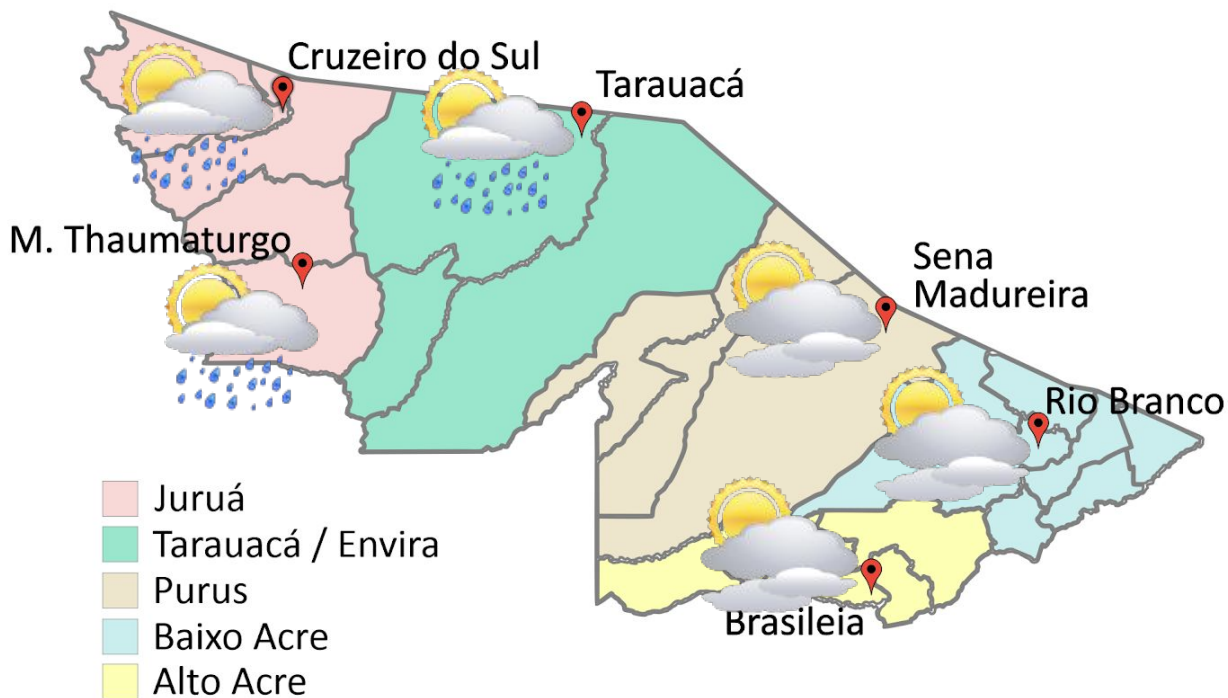 Cruzeiro do Sul
Tarauacá
M. Thaumaturgo
Sena
Madureira
Rio Branco
Brasileia
Juruá
Tarauacá / Envira
Purus
Baixo Acre
Alto Acre